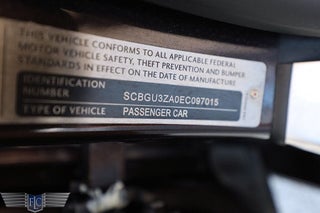 THIS VEHICLE CONFORMS TO ALL APPLICABLE FEDERAL
MOTOR VEHICLE SAFETY, THEFT PREVENTION AND BUMPER
STANDARDS IN EFFECT ON THE DATE OF MANUFACTURE
IDENTIFICATION
NUMBER
SCBGU3ZA0EC097015
TYPE OF VEHICLE PASSENGER CAR